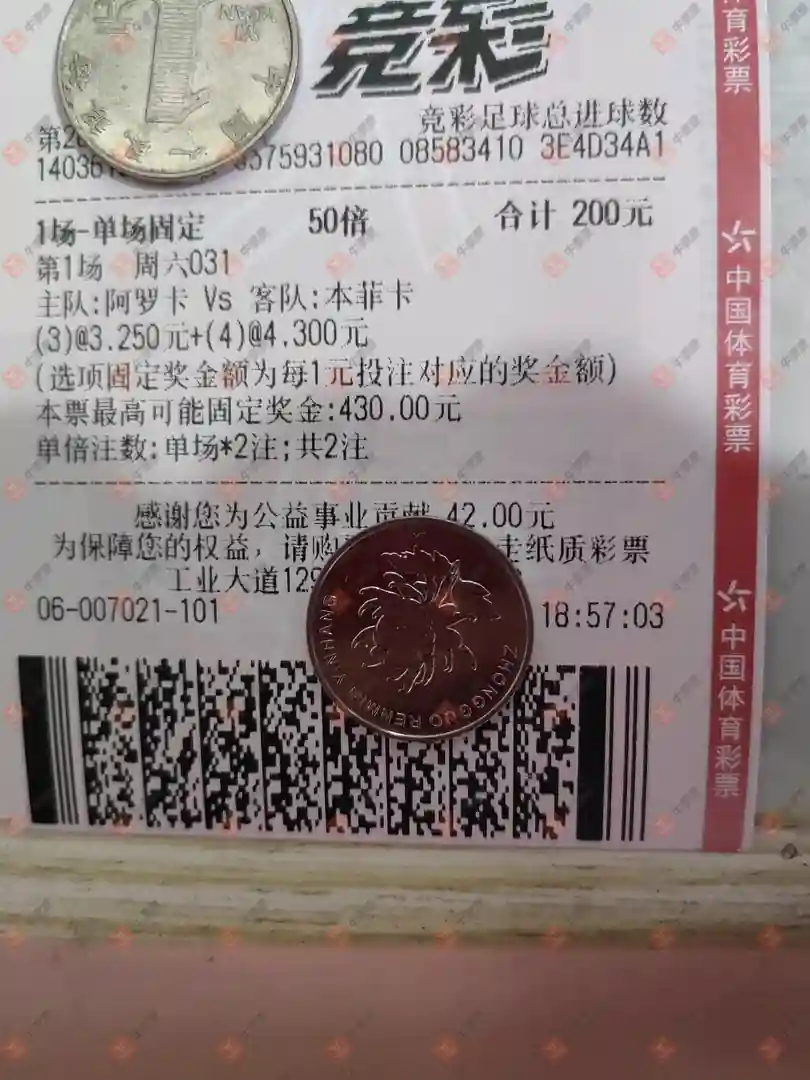 竞彩
竞彩足球总进球数
第2
14036 375931080 08583410 3E4D34A1
1场-单场固定 50倍 合计 200元
第1场 周六031
主队:阿罗卡 Vs 客队:本菲卡
(3)@3.250元+(4)@4.300元
(选项固定奖金额为每1元投注对应的奖金额)
本票最高可能固定奖金:430.00元
单倍注数:单场*2注;共2注
感谢您为公益事业贡献 42.00元
为保障您的权益，请购 走纸质彩票
工业大道129
06-007021-101 18:57:03
ZHONGGUO RENMIN YINHANG
体育彩票
中国体育彩票
中国体育彩票